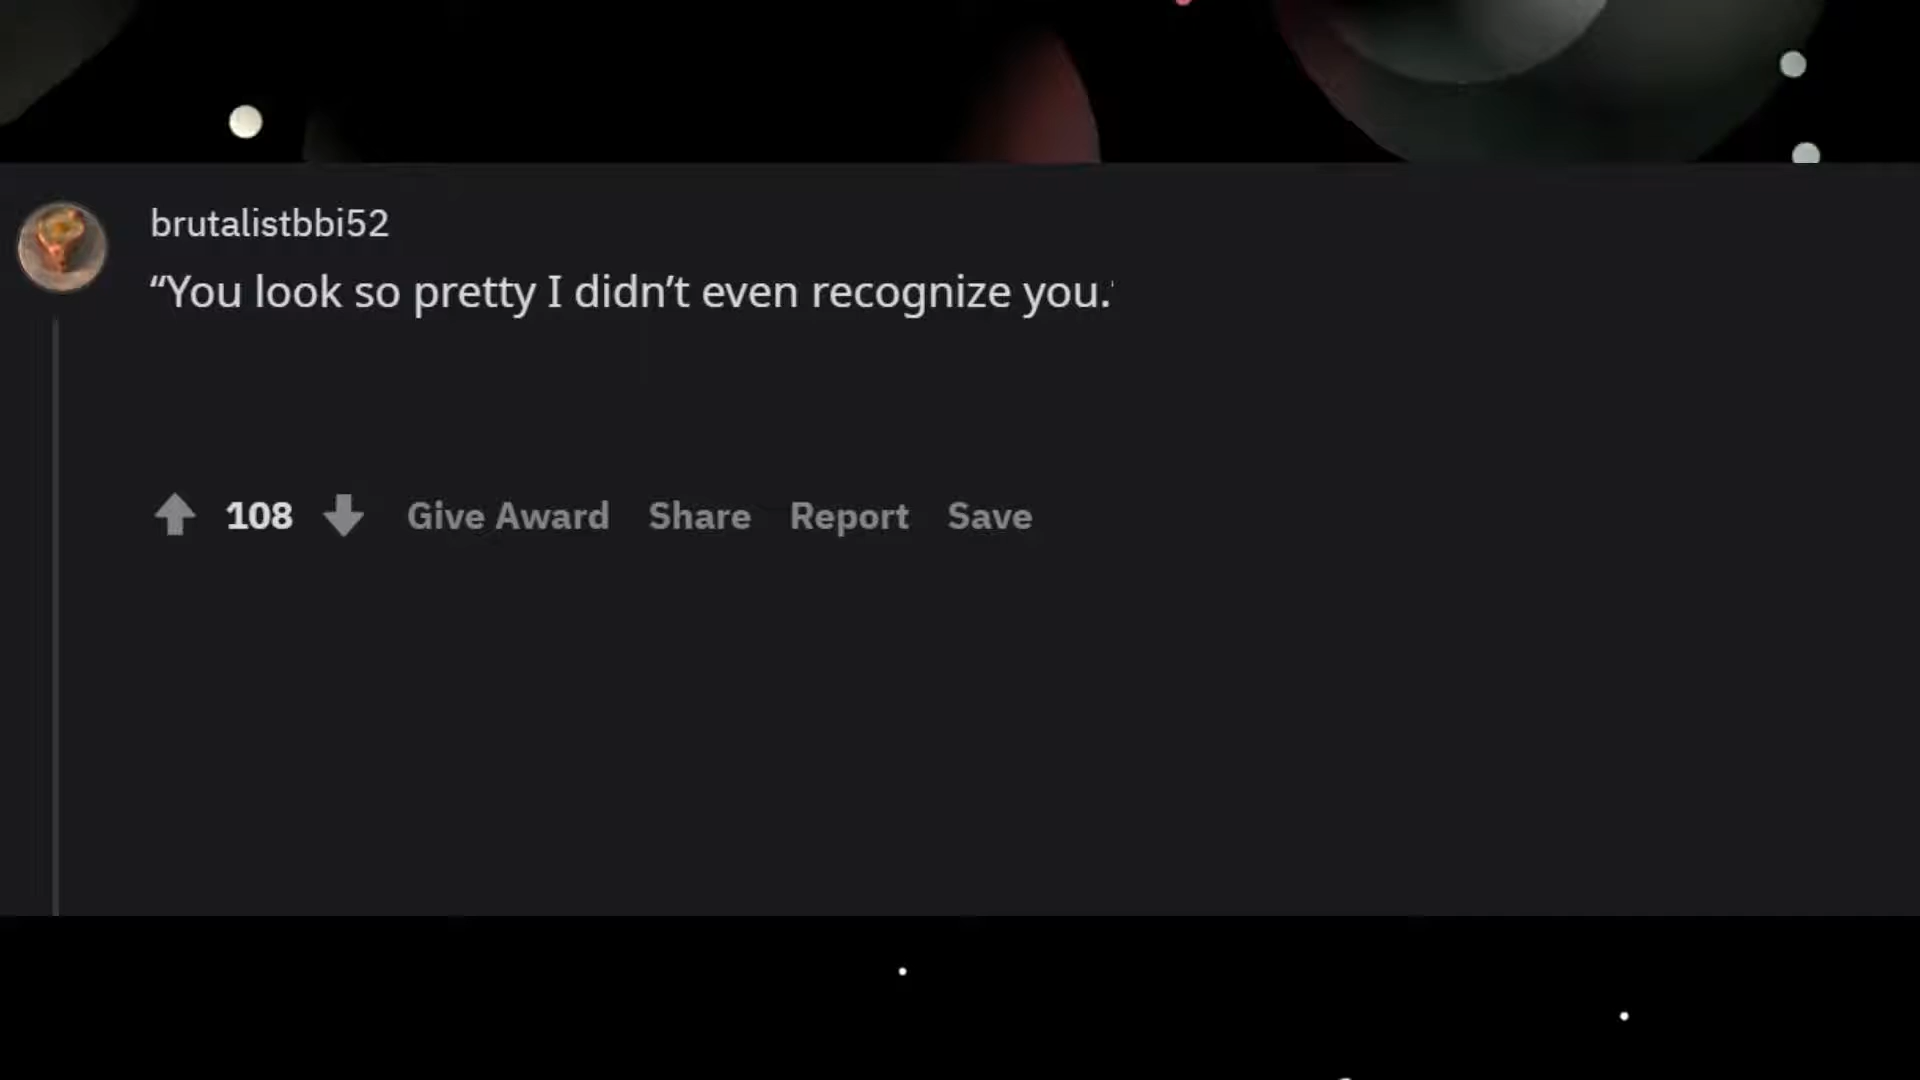 brutalistbbi52
“You look so pretty I didn’t even recognize you.'
108 Give Award Share Report Save